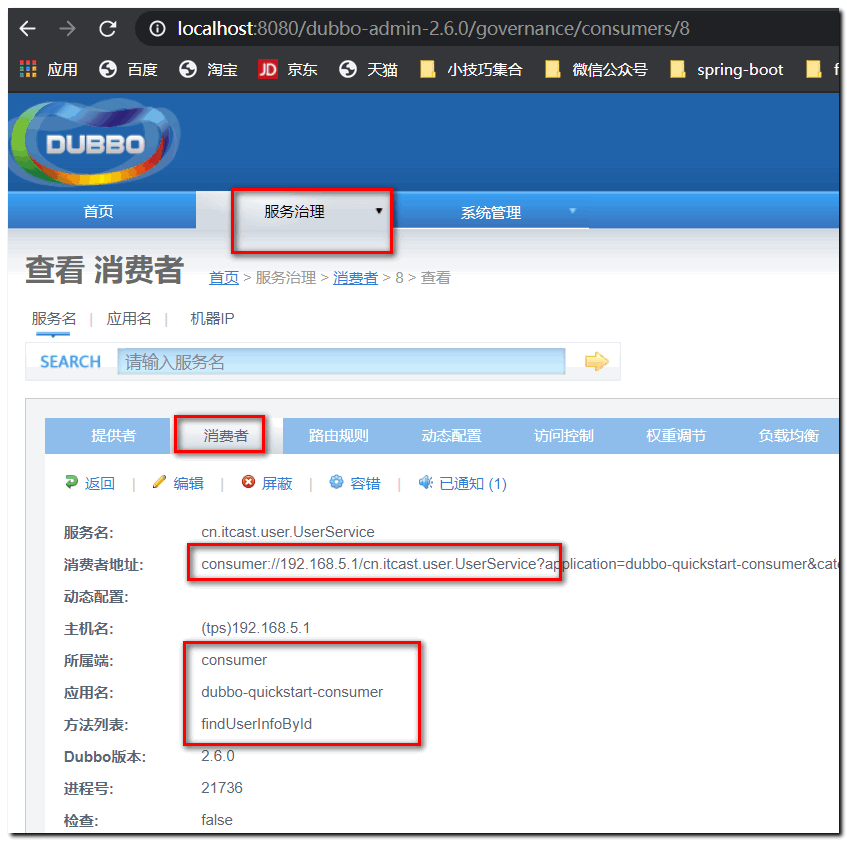 localhost:8080/dubbo-admin-2.6.0/governance/consumers/8
应用 百度 淘宝 JD 京东 天猫 小技巧集合 微信公众号 spring-boot f
DUBBO
首页 服务治理 系统管理
查看 消费者 首页 > 服务治理 > 消费者 > 8 > 查看
服务名 | 应用名 | 机器IP
SEARCH 请输入服务名
提供者 消费者 路由规则 动态配置 访问控制 权重调节 负载均衡
返回 | 编辑 | 屏蔽 | 容错 | 已通知 (1)
服务名: cn.itcast.user.UserService
消费者地址: consumer://192.168.5.1/cn.itcast.user.UserService?application=dubbo-quickstart-consumer&cate
动态配置:
主机名: (tps)192.168.5.1
所属端: consumer
应用名: dubbo-quickstart-consumer
方法列表: findUserInfoById
Dubbo版本: 2.6.0
进程号: 21736
检查: false